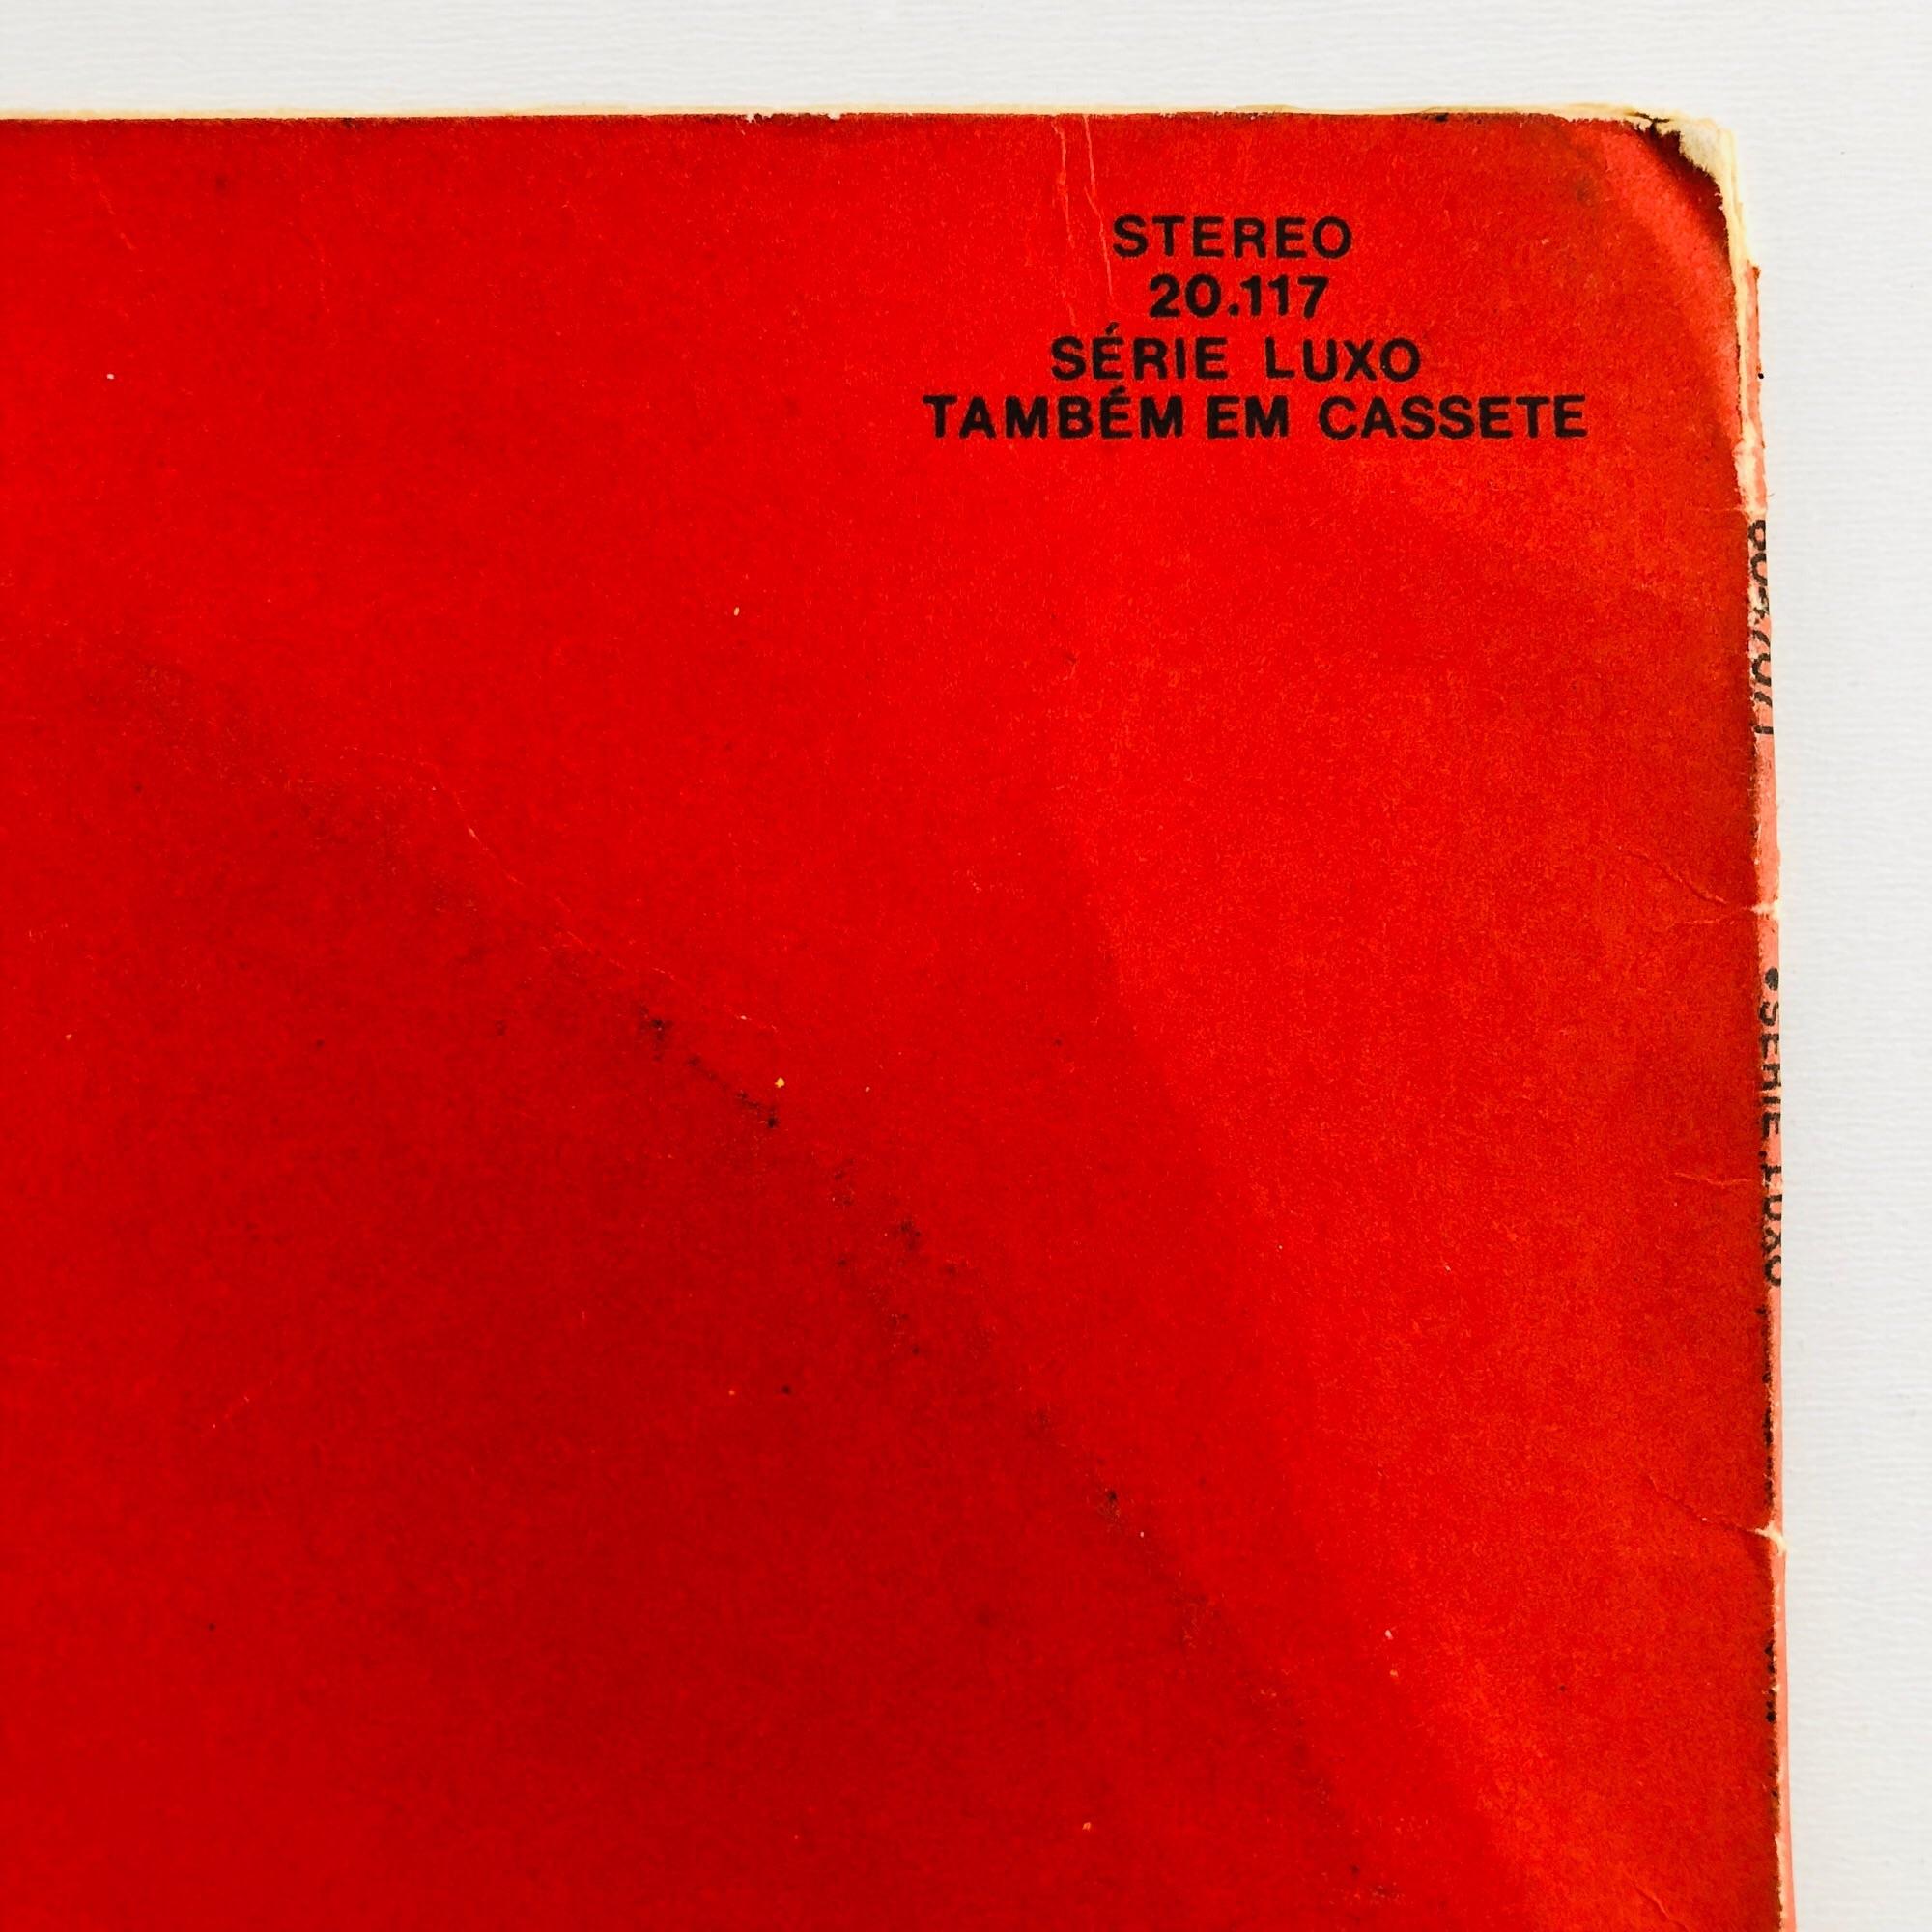 STEREO
20.117
SÉRIE LUXO
TAMBÉM EM CASSETE
•SÉRIE LUXO